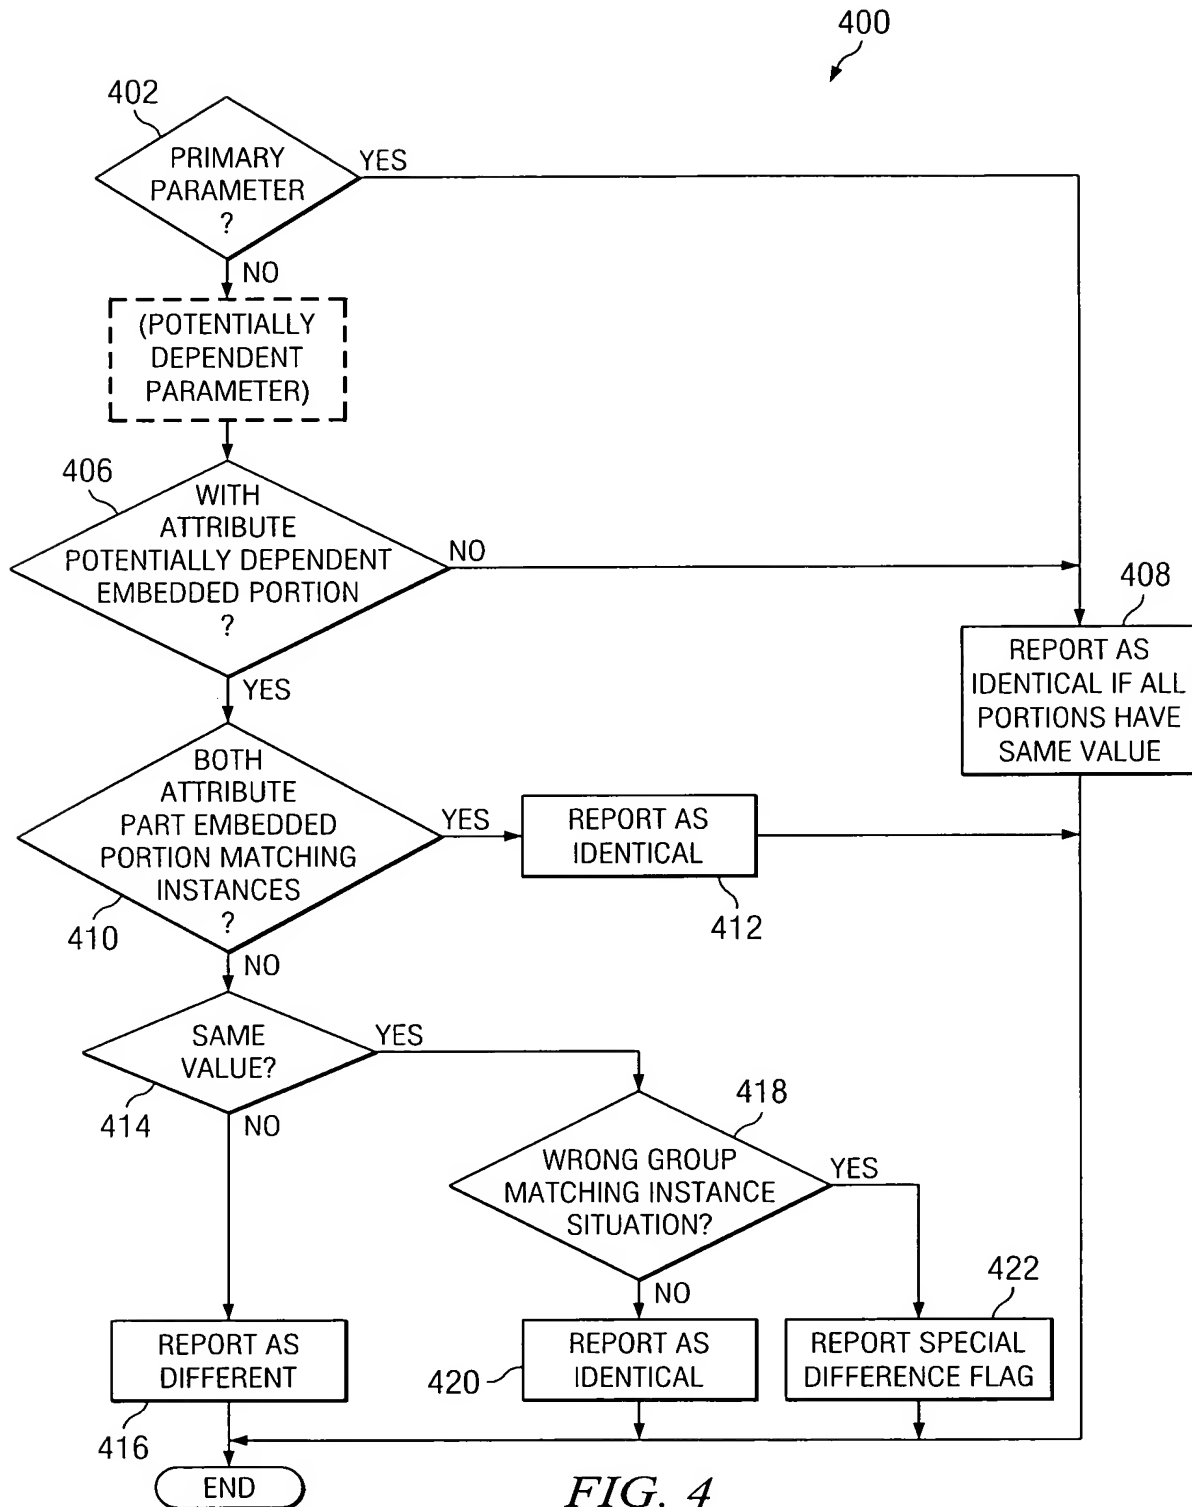 400
402
PRIMARY
PARAMETER
?
YES
NO
(POTENTIALLY
DEPENDENT
PARAMETER)
406
WITH
ATTRIBUTE
POTENTIALLY DEPENDENT
EMBEDDED PORTION
?
NO
YES
408
REPORT AS
IDENTICAL IF ALL
PORTIONS HAVE
SAME VALUE
BOTH
ATTRIBUTE
PART EMBEDDED
PORTION MATCHING
INSTANCES
?
410
YES
REPORT AS
IDENTICAL
412
NO
SAME
VALUE?
414
YES
NO
418
WRONG GROUP
MATCHING INSTANCE
SITUATION?
YES
NO
REPORT AS
DIFFERENT
416
REPORT AS
IDENTICAL
420
422
REPORT SPECIAL
DIFFERENCE FLAG
END
FIG. 4